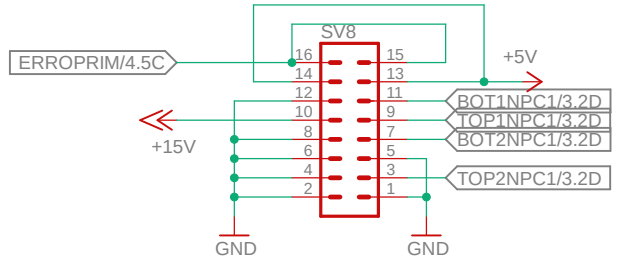 SV8
ERROPRIM/4.5C
16 15
+5V
14 13
12 11 BOT1NPC1/3.2D
10 9 TOP1NPC1/3.2D
+15V
8 7 BOT2NPC1/3.2D
6 5
4 3 TOP2NPC1/3.2D
2 1
GND GND